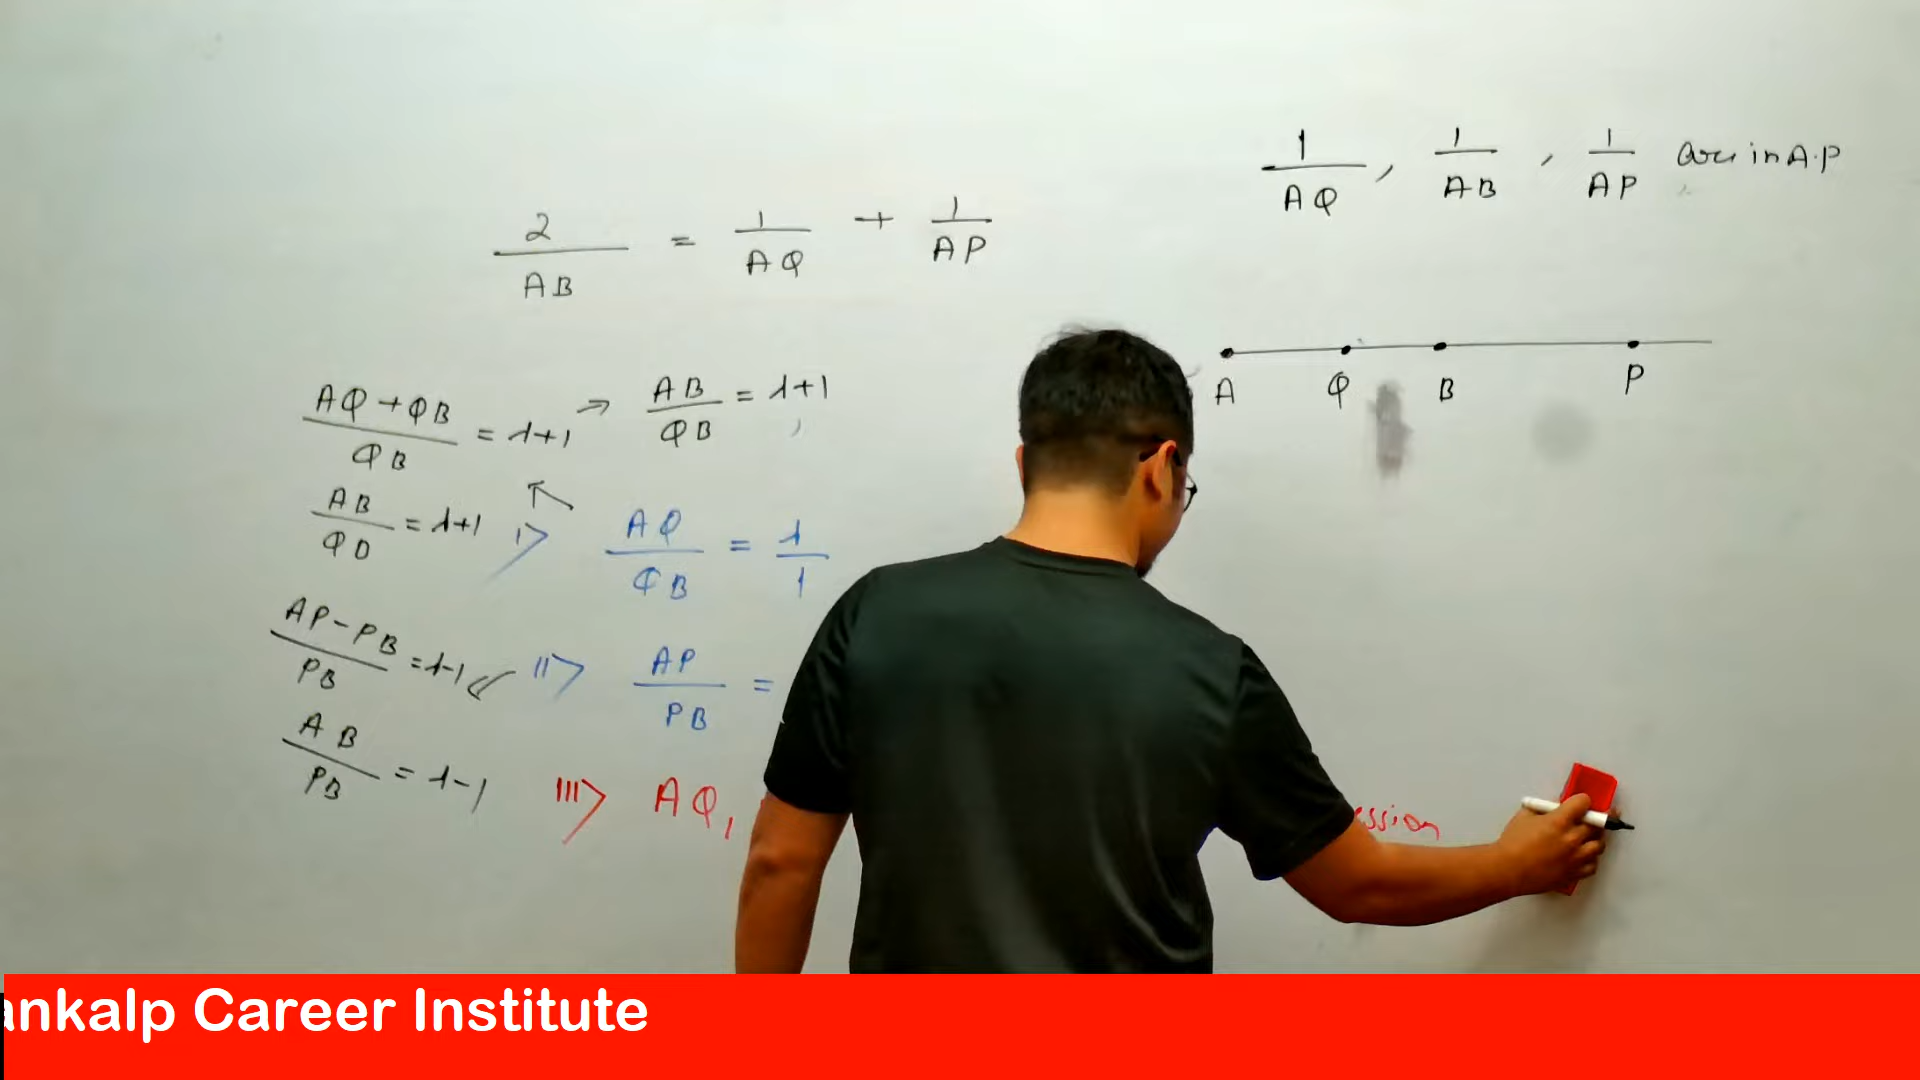 1/AQ , 1/AB , 1/AP are in A.P
2/AB = 1/AQ + 1/AP
A Q B P
AQ+QB/QB = λ+1 → AB/QB = λ+1
AB/QD = λ+1
I> AQ/QB = λ/1
AP-PB/PB = λ-1
II> AP/PB =
AB/PB = λ-1
III> AQ, ession
ankalp Career Institute